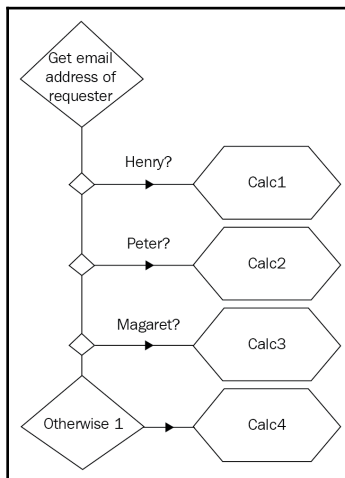 Get email
address of
requester
Henry?
Calc1
Peter?
Calc2
Magaret?
Calc3
Otherwise 1
Calc4